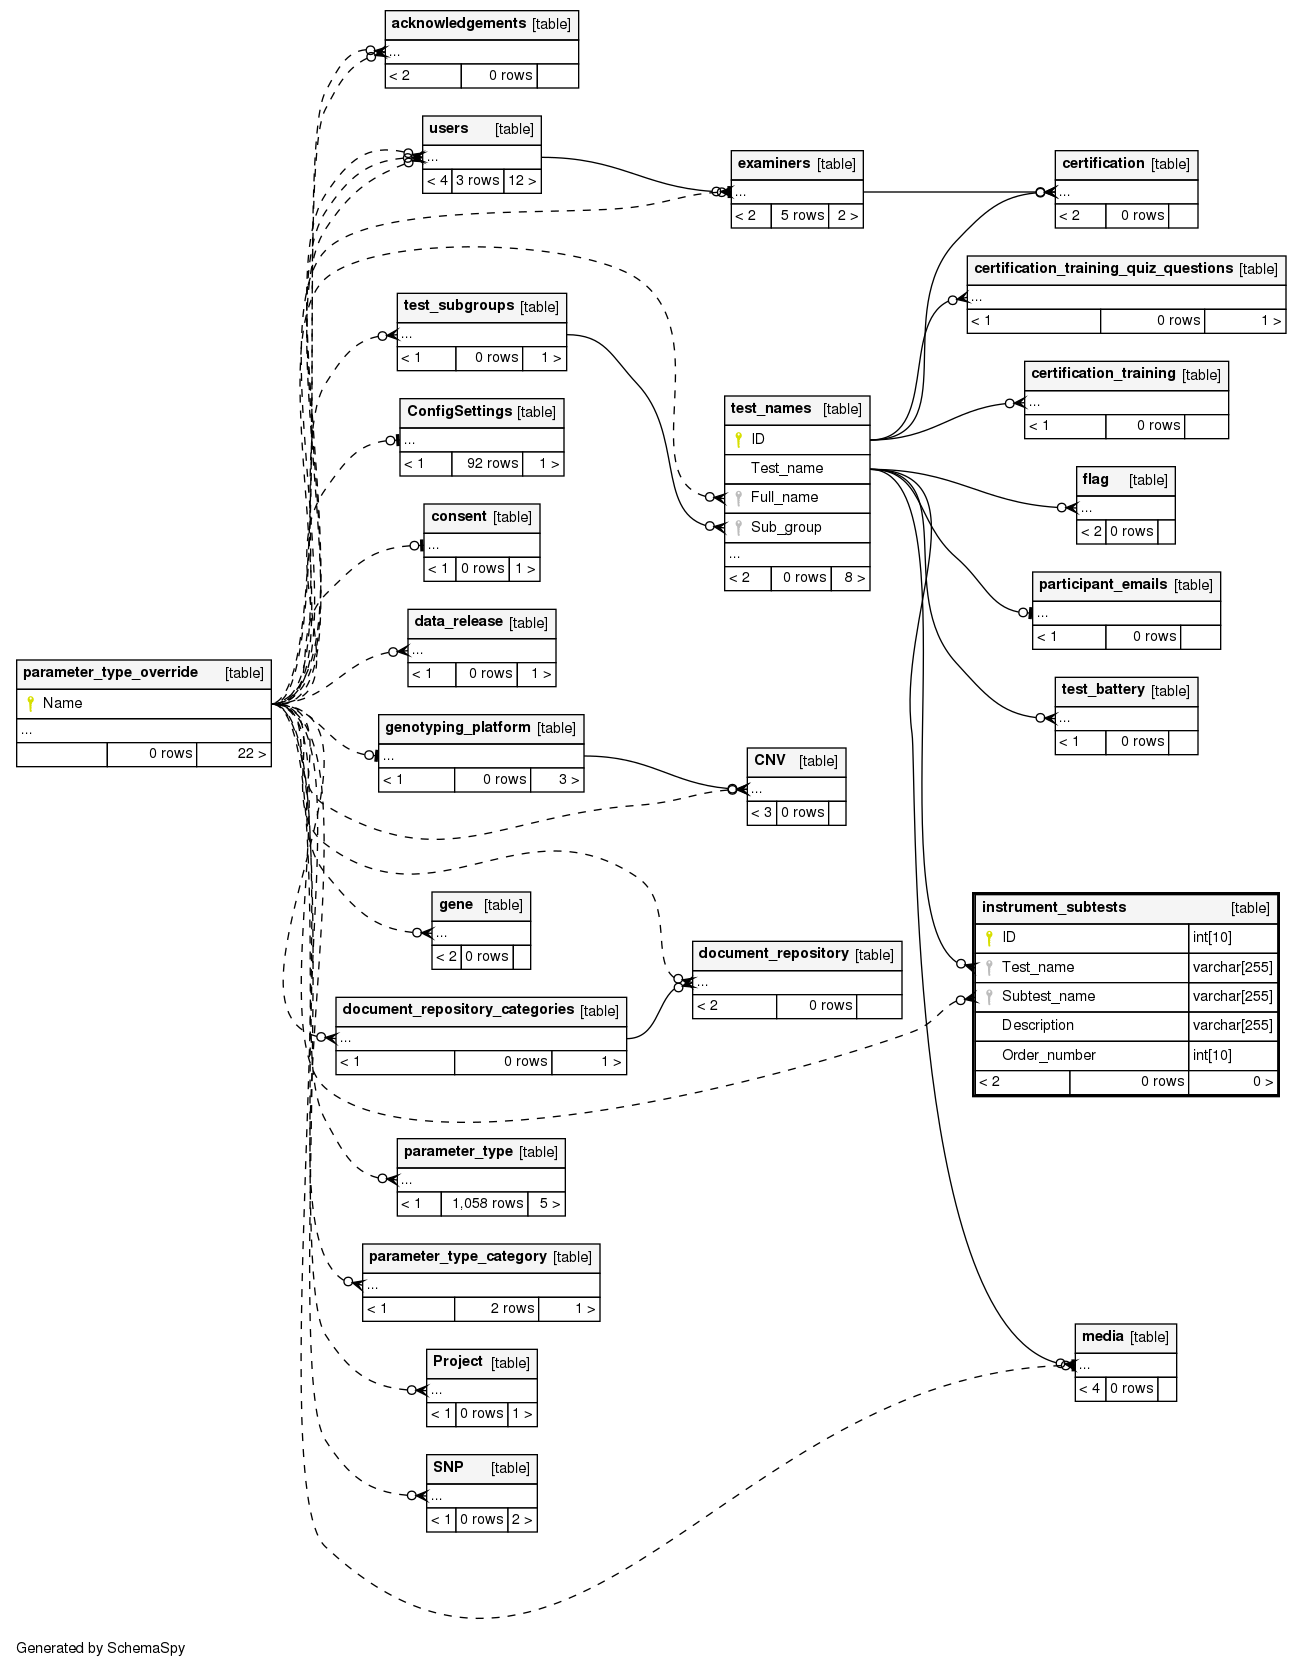 acknowledgements [table]
...
< 2 0 rows
users [table]
...
< 4 3 rows 12 >
examiners [table]
...
< 2 5 rows 2 >
certification [table]
...
< 2 0 rows
certification_training_quiz_questions [table]
...
< 1 0 rows 1 >
test_subgroups [table]
...
< 1 0 rows 1 >
certification_training [table]
...
< 1 0 rows
ConfigSettings [table]
...
< 1 92 rows 1 >
test_names [table]
ID
Test_name
Full_name
Sub_group
...
< 2 0 rows 8 >
flag [table]
...
< 2 0 rows
consent [table]
...
< 1 0 rows 1 >
participant_emails [table]
...
< 1 0 rows
data_release [table]
...
< 1 0 rows 1 >
parameter_type_override [table]
Name
...
0 rows 22 >
test_battery [table]
...
< 1 0 rows
genotyping_platform [table]
...
< 1 0 rows 3 >
CNV [table]
...
< 3 0 rows
gene [table]
...
< 2 0 rows
instrument_subtests [table]
ID int[10]
Test_name varchar[255]
Subtest_name varchar[255]
Description varchar[255]
Order_number int[10]
< 2 0 rows 0 >
document_repository [table]
...
< 2 0 rows
document_repository_categories [table]
...
< 1 0 rows 1 >
parameter_type [table]
...
< 1 1,058 rows 5 >
parameter_type_category [table]
...
< 1 2 rows 1 >
media [table]
...
< 4 0 rows
Project [table]
...
< 1 0 rows 1 >
SNP [table]
...
< 1 0 rows 2 >
Generated by SchemaSpy